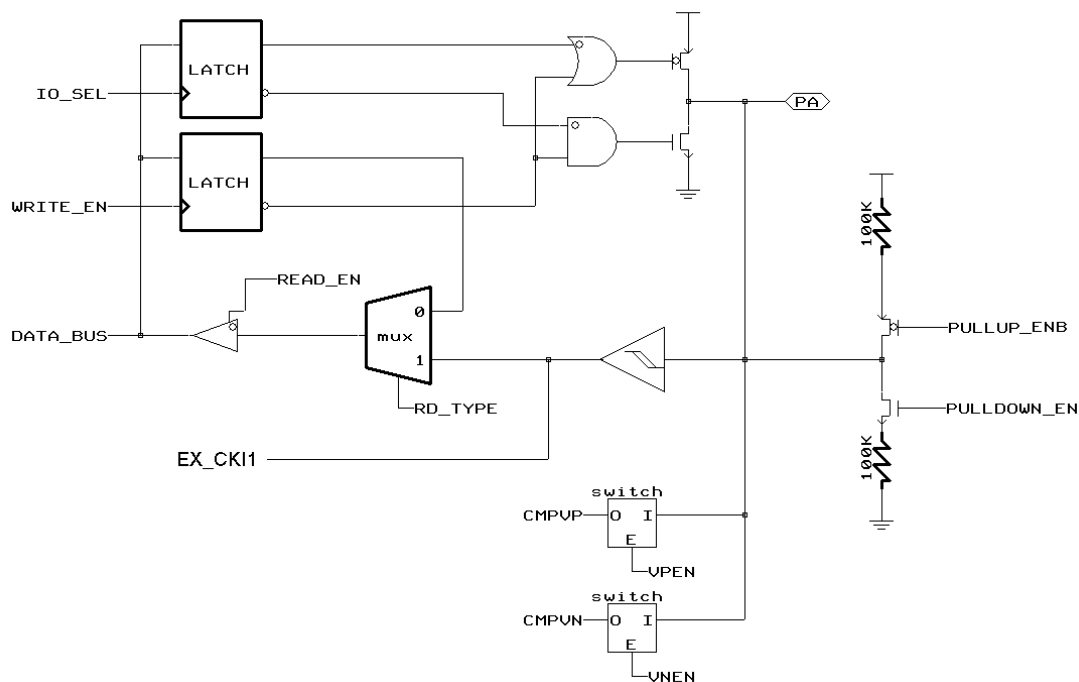 LATCH
IO_SEL
PA
LATCH
WRITE_EN
100K
READ_EN
0
DATA_BUS
mux
PULLUP_ENB
1
RD_TYPE
PULLDOWN_EN
EX_CKI1
100K
switch
CMPVP
O I
E
VPEN
switch
CMPVN
O I
E
VNEN